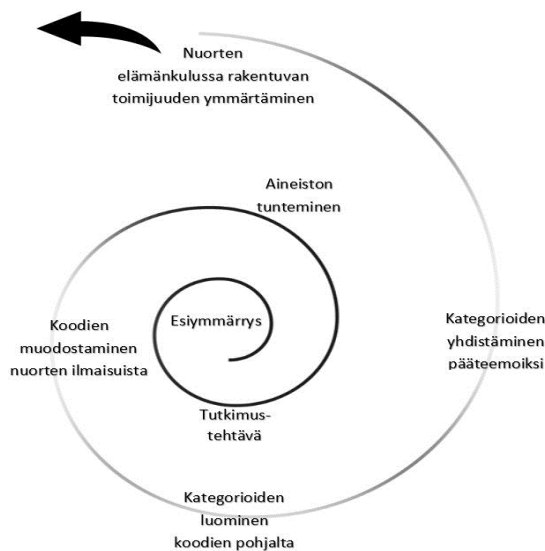 Nuorten
elämänkulussa rakentuvan
toimijuuden ymmärtäminen
Aineiston
tunteminen
Esiymmärrys
Koodien
muodostaminen
nuorten ilmaisuista
Kategorioiden
yhdistäminen
pääteemoiksi
Tutkimus-
tehtävä
Kategorioiden
luominen
koodien pohjalta